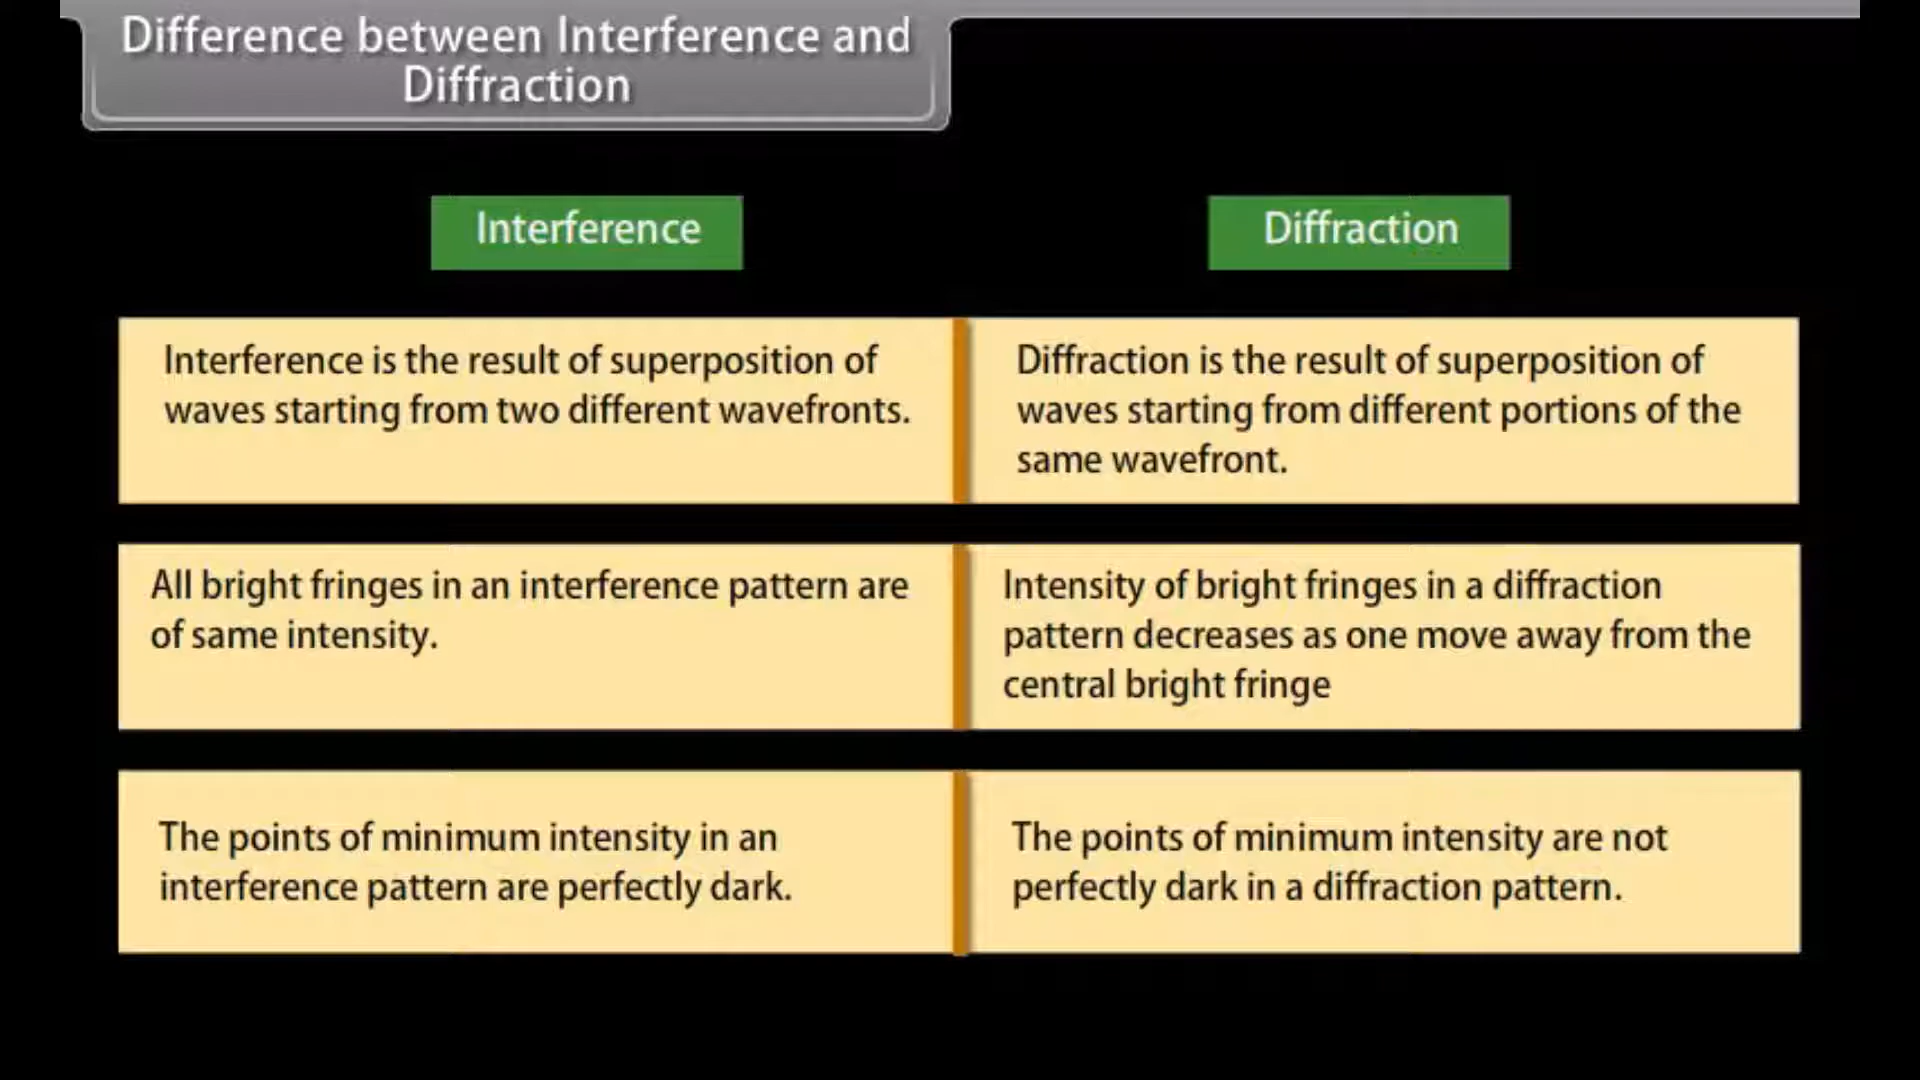 Difference between Interference and
Diffraction
Interference
Diffraction
Interference is the result of superposition of
waves starting from two different wavefronts.
Diffraction is the result of superposition of
waves starting from different portions of the
same wavefront.
All bright fringes in an interference pattern are
of same intensity.
Intensity of bright fringes in a diffraction
pattern decreases as one move away from the
central bright fringe
The points of minimum intensity in an
interference pattern are perfectly dark.
The points of minimum intensity are not
perfectly dark in a diffraction pattern.